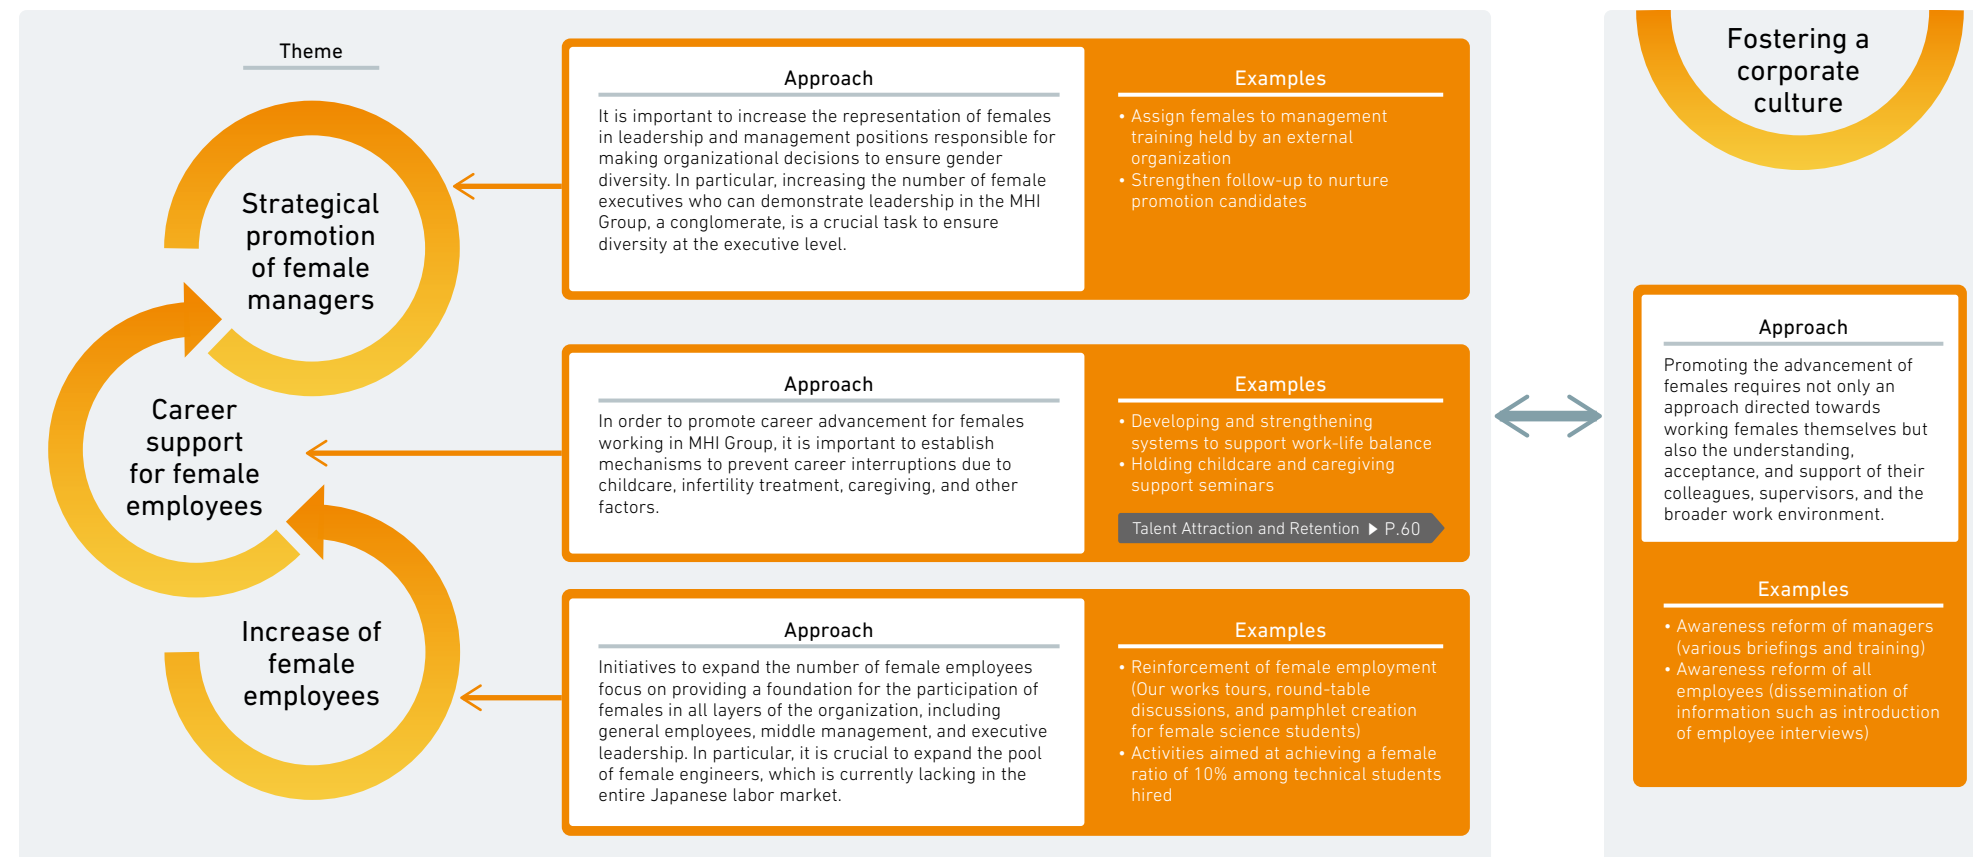 Theme
Strategical
promotion
of female
managers
Approach
It is important to increase the representation of females
in leadership and management positions responsible for
making organizational decisions to ensure gender
diversity. In particular, increasing the number of female
executives who can demonstrate leadership in the MHI
Group, a conglomerate, is a crucial task to ensure
diversity at the executive level.
Examples
• Assign females to management
training held by an external
organization
• Strengthen follow-up to nurture
promotion candidates
Career
support
for female
employees
Approach
In order to promote career advancement for females
working in MHI Group, it is important to establish
mechanisms to prevent career interruptions due to
childcare, infertility treatment, caregiving, and other
factors.
Examples
• Developing and strengthening
systems to support work-life balance
• Holding childcare and caregiving
support seminars
Talent Attraction and Retention ▶ P.60
Increase of
female
employees
Approach
Initiatives to expand the number of female employees
focus on providing a foundation for the participation of
females in all layers of the organization, including
general employees, middle management, and executive
leadership. In particular, it is crucial to expand the pool
of female engineers, which is currently lacking in the
entire Japanese labor market.
Examples
• Reinforcement of female employment
(Our works tours, round-table
discussions, and pamphlet creation
for female science students)
• Activities aimed at achieving a female
ratio of 10% among technical students
hired
Fostering a
corporate
culture
Approach
Promoting the advancement of
females requires not only an
approach directed towards
working females themselves but
also the understanding,
acceptance, and support of their
colleagues, supervisors, and the
broader work environment.
Examples
• Awareness reform of managers
(various briefings and training)
• Awareness reform of all
employees (dissemination of
information such as introduction
of employee interviews)